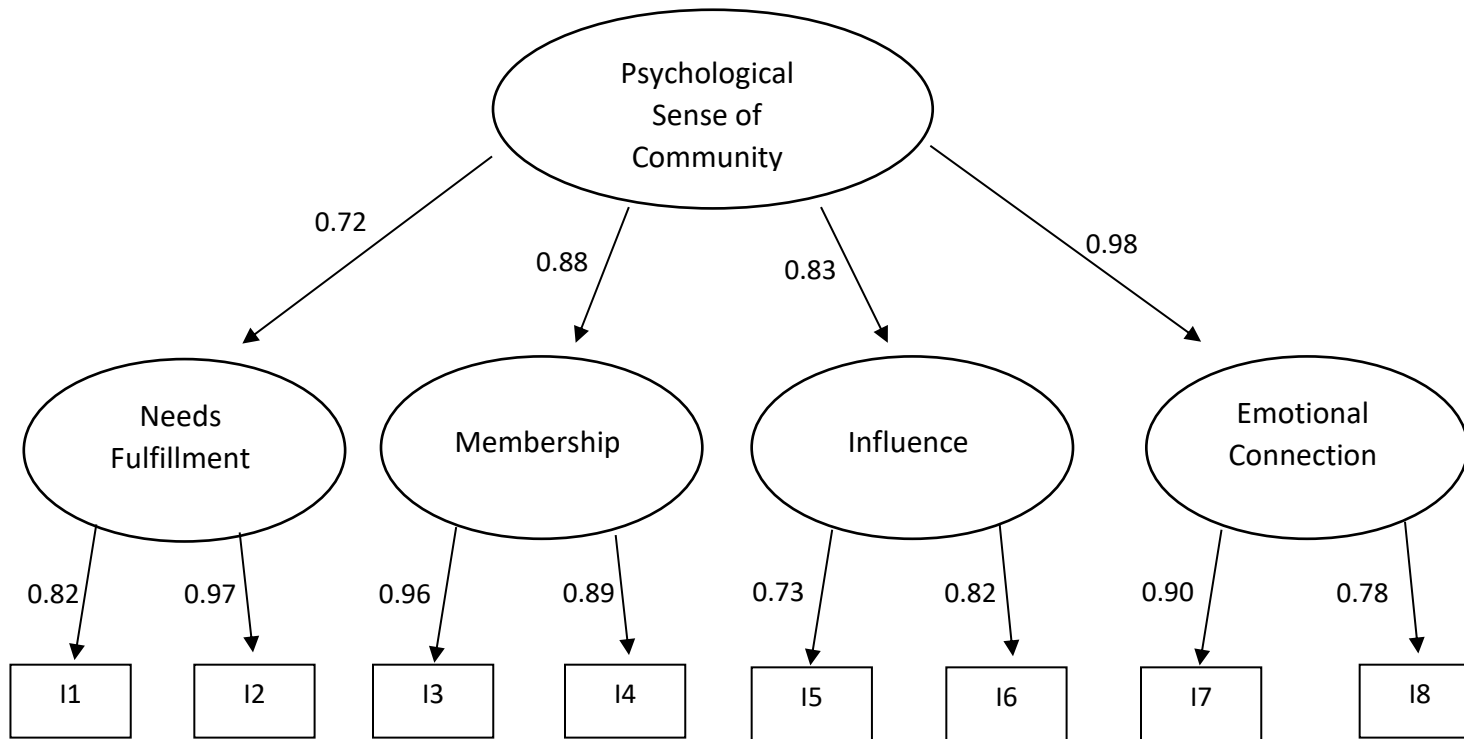 Psychological
Sense of
Community
0.72
0.88
0.83
0.98
Needs
Fulfillment
Membership
Influence
Emotional
Connection
0.82
0.97
0.96
0.89
0.73
0.82
0.90
0.78
I1
I2
I3
I4
I5
I6
I7
I8